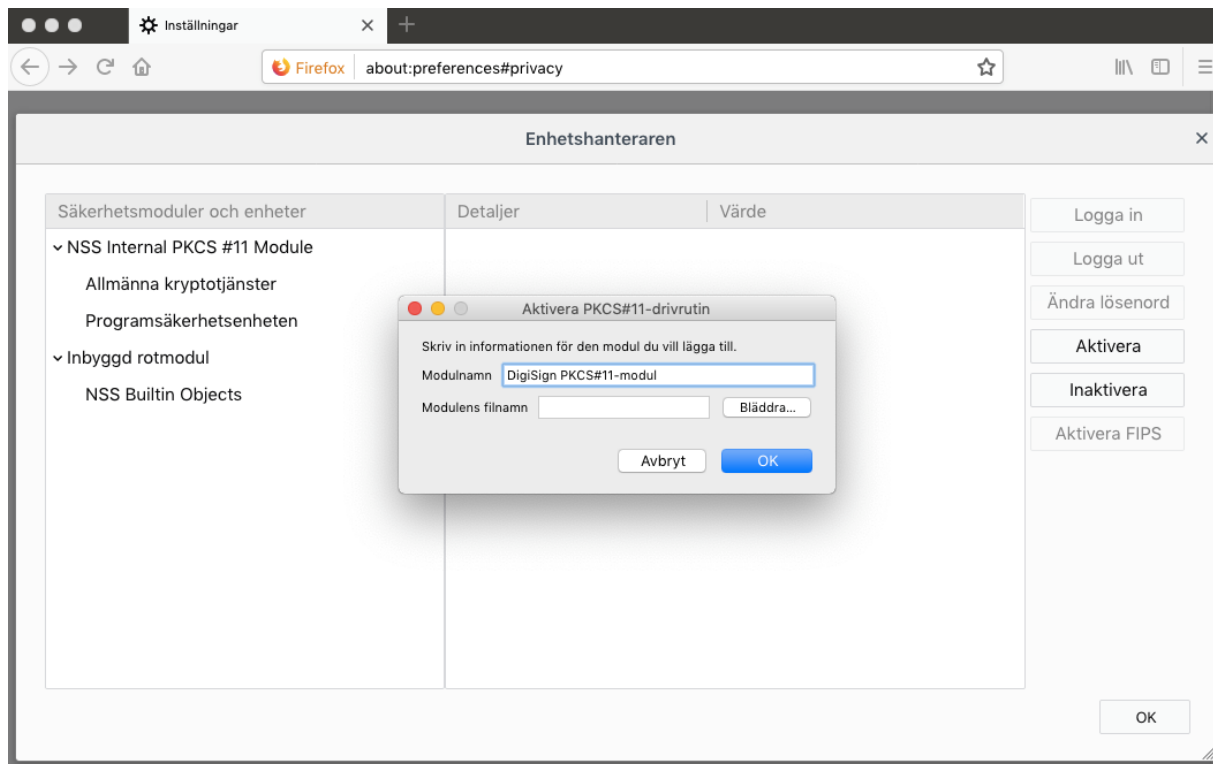 Inställningar
Firefox about:preferences#privacy
Enhetshanteraren
Säkerhetsmoduler och enheter Detaljer Värde
NSS Internal PKCS #11 Module
Allmänna kryptotjänster
Programsäkerhetsenheten
Inbyggd rotmodul
NSS Builtin Objects
Logga in
Logga ut
Ändra lösenord
Aktivera
Inaktivera
Aktivera FIPS
Aktivera PKCS#11-drivrutin
Skriv in informationen för den modul du vill lägga till.
Modulnamn DigiSign PKCS#11-modul
Modulens filnamn Bläddra...
Avbryt OK
OK